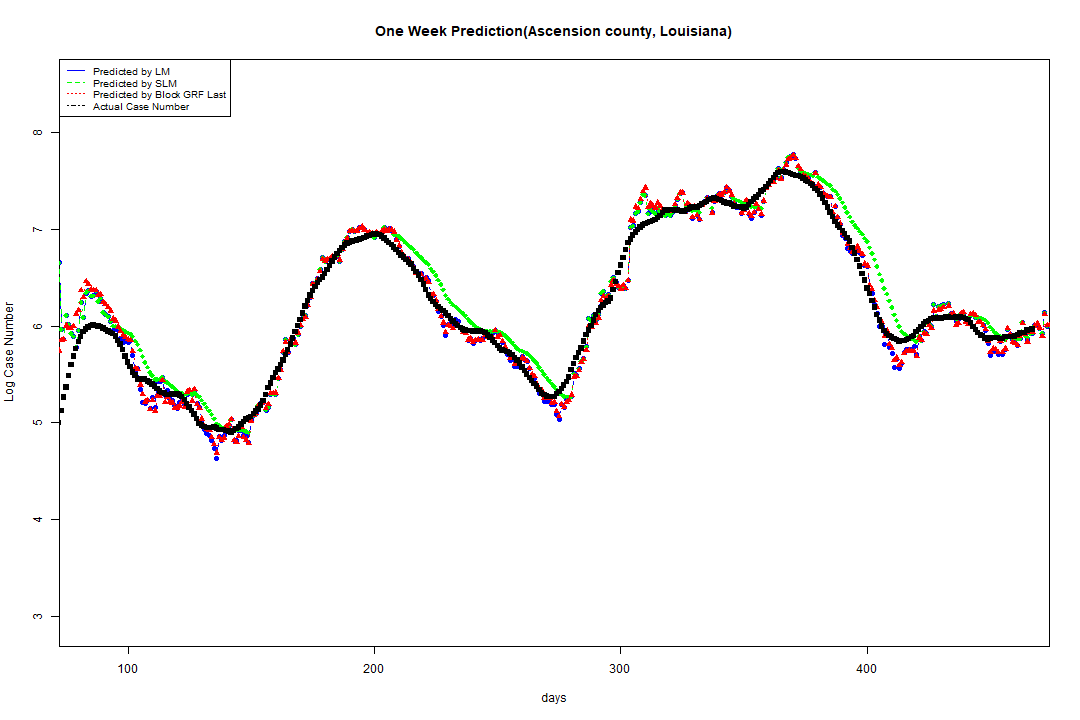 One Week Prediction(Ascension county, Louisiana)
Predicted by LM
Predicted by SLM
Predicted by Block GRF Last
Actual Case Number
8
7
6
5
4
3
Log Case Number
100 200 300 400
days